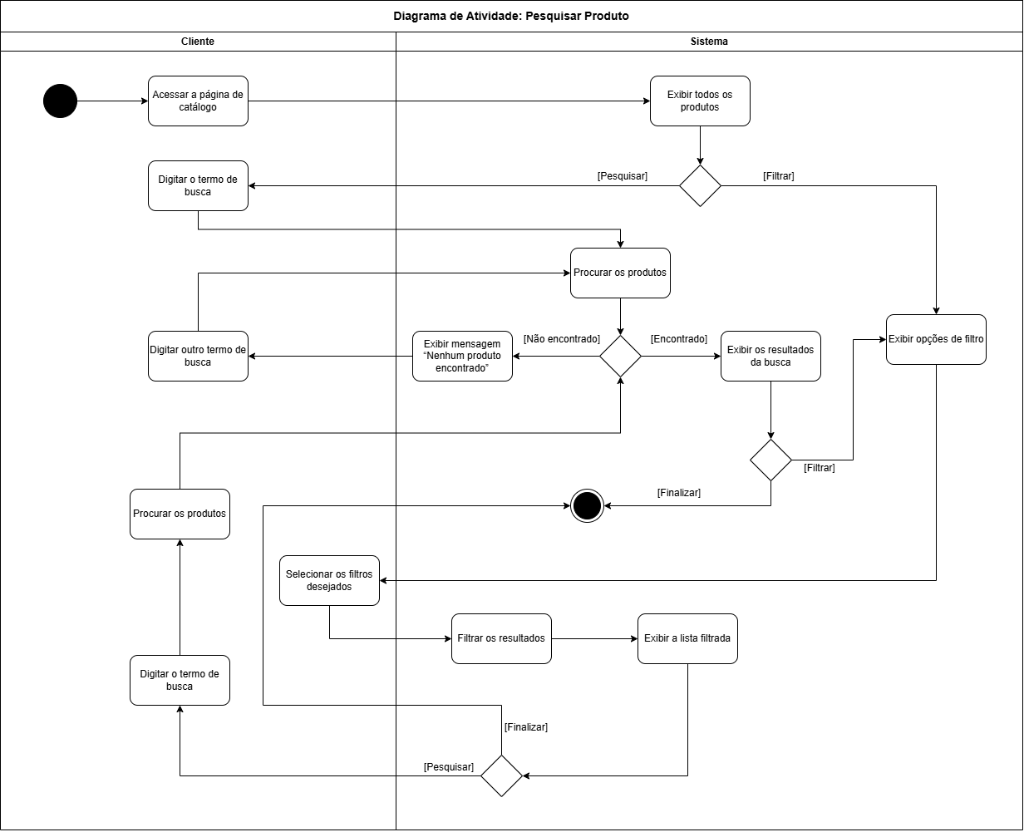 Diagrama de Atividade: Pesquisar Produto
Cliente
Sistema
Acessar a página de
catálogo
Exibir todos os
produtos
[Pesquisar]
[Filtrar]
Digitar o termo de
busca
Procurar os produtos
Digitar outro termo de
busca
Exibir mensagem
“Nenhum produto
encontrado”
[Não encontrado]
[Encontrado]
Exibir os resultados
da busca
Exibir opções de filtro
[Filtrar]
[Finalizar]
Procurar os produtos
Selecionar os filtros
desejados
Filtrar os resultados
Exibir a lista filtrada
Digitar o termo de
busca
[Finalizar]
[Pesquisar]